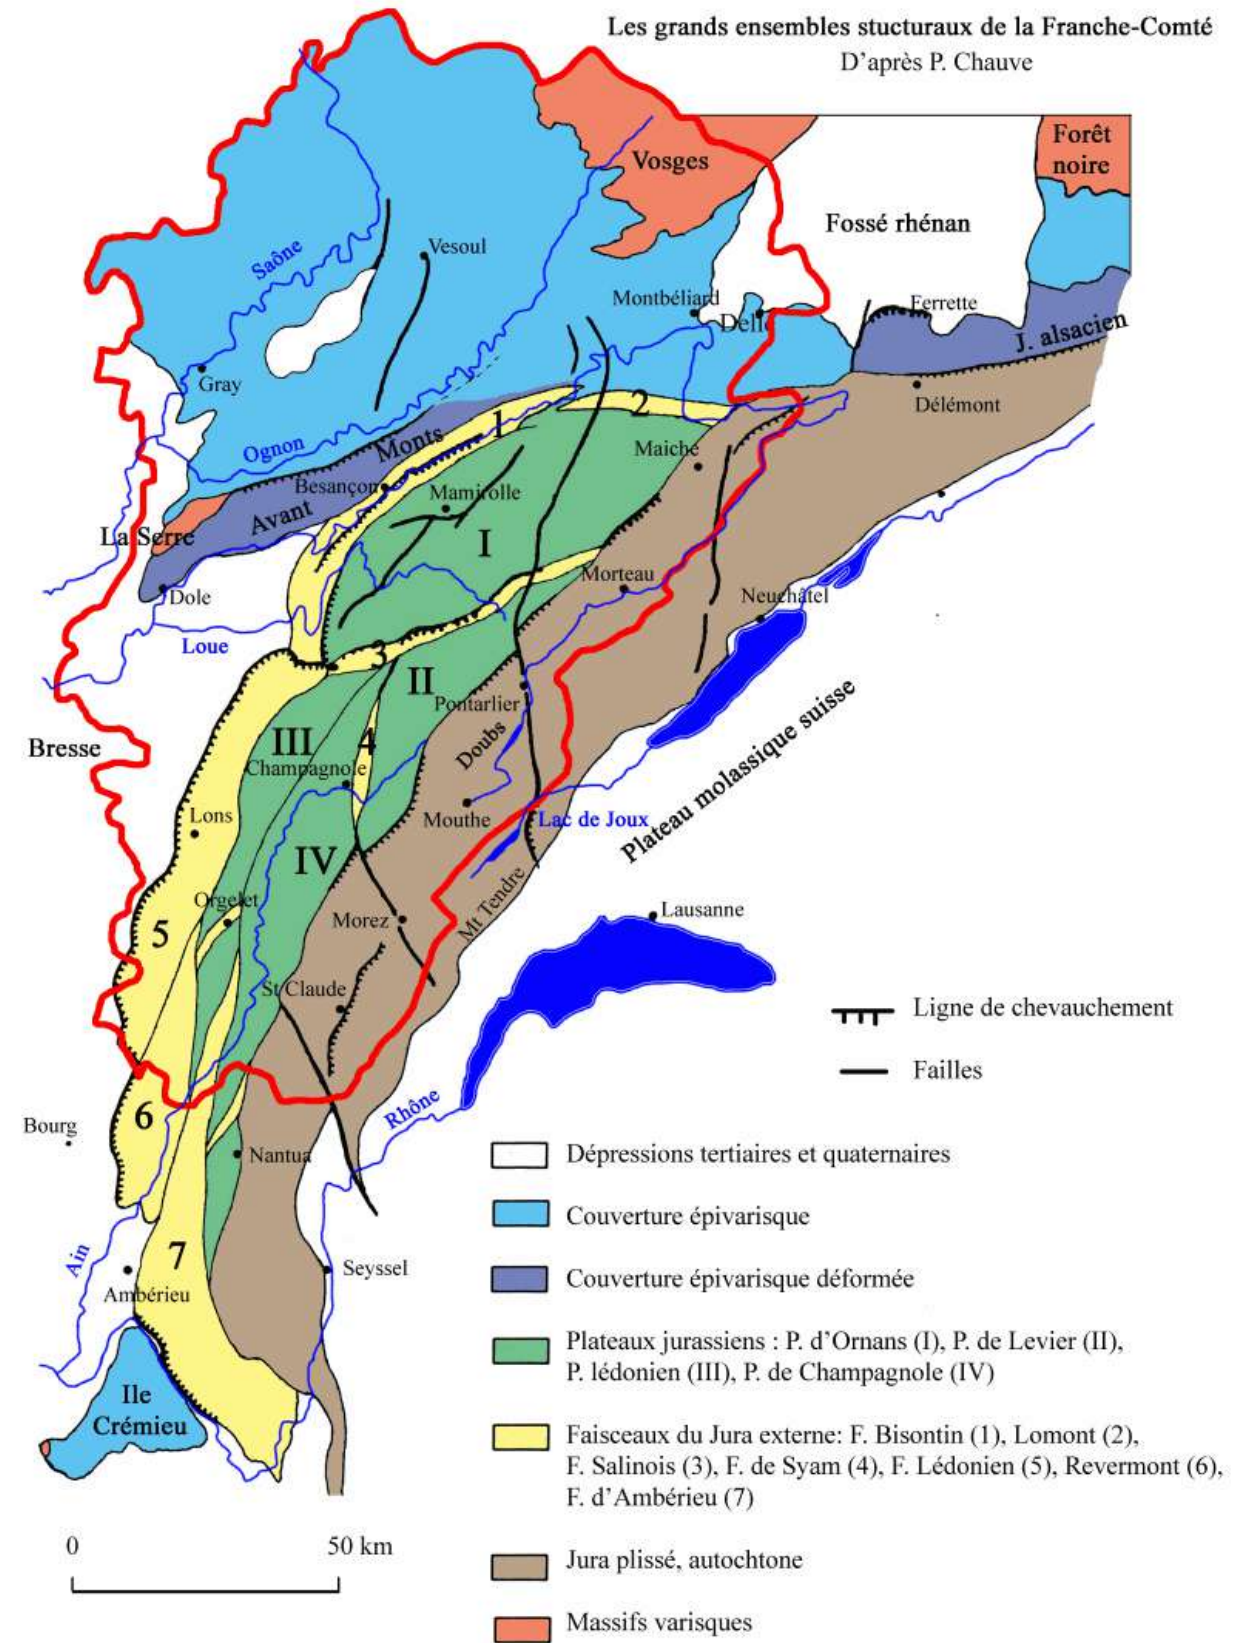 Les grands ensembles stucturaux de la Franche-Comté
D'après P. Chauve
Vosges
Forêt
noire
Fossé rhénan
Saône
Vesoul
Montbéliard
Delle
Ferrette
J. alsacien
Gray
Délémont
Ognon
Monts
1
2
Maiche
Besançon
Mamirolle
Avant
La Serre
I
Morteau
Dole
Neuchâtel
Loue
3
II
Pontarlier
Bresse
III
4
Champagnole
Doubs
Plateau molassique suisse
Lons
Mouthe
Lac de Joux
IV
Orgelet
Morez
Mt Tendre
Lausanne
5
St Claude
Ligne de chevauchement
Failles
6
Rhône
Bourg
Nantua
Dépressions tertiaires et quaternaires
Couverture épivarisque
Ain
7
Seyssel
Couverture épivarisque déformée
Ambérieu
Plateaux jurassiens : P. d'Ornans (I), P. de Levier (II),
P. lédonien (III), P. de Champagnole (IV)
Ile
Crémieu
Faisceaux du Jura externe: F. Bisontin (1), Lomont (2),
F. Salinois (3), F. de Syam (4), F. Lédonien (5), Revermont (6),
F. d'Ambérieu (7)
0
50 km
Jura plissé, autochtone
Massifs varisques